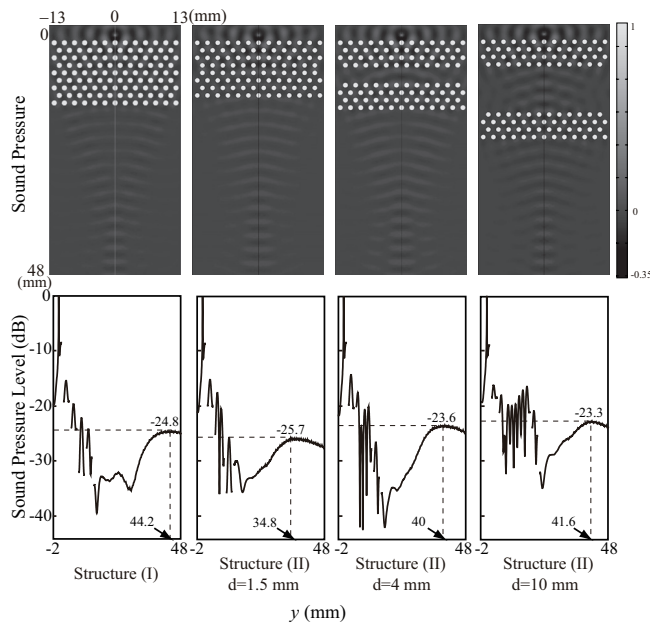 −13 0 13(mm)
0
1
Sound Pressure
0
48
(mm)
-0.35
Sound Pressure Level (dB)
0
-10
-20
-30
-40
-24.8
-25.7
-23.6
-23.3
44.2
34.8
40
41.6
-2 48
-2 48
-2 48
-2 48
Structure (I)
Structure (II)
d=1.5 mm
Structure (II)
d=4 mm
Structure (II)
d=10 mm
y (mm)